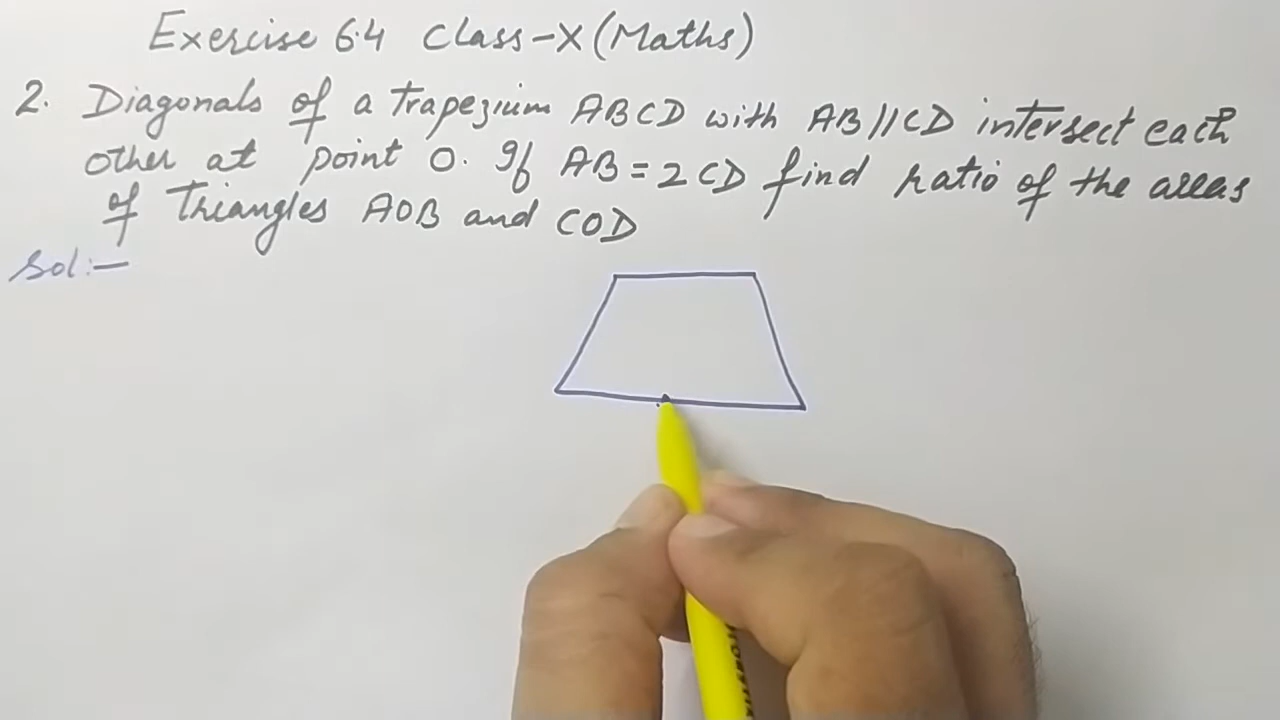 Exercise 6.4 Class-X (Maths)
2. Diagonals of a trapezium ABCD with AB//CD intersect each
other at point O. If AB = 2CD find ratio of the areas
of Triangles AOB and COD
Sol:-